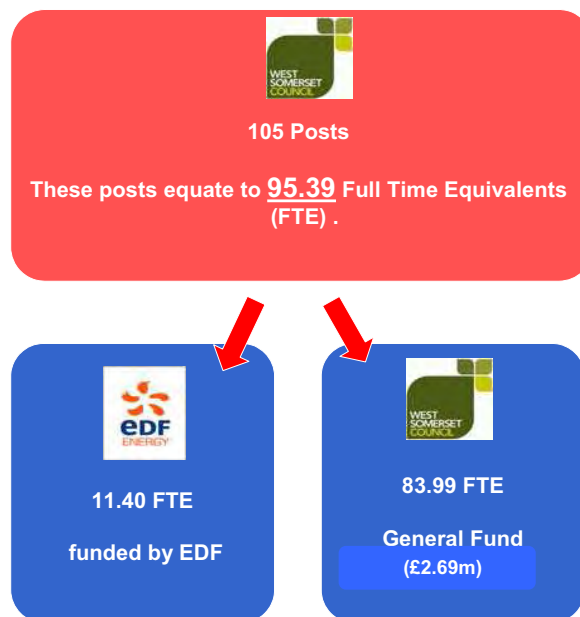 WEST
SOMERSET
COUNCIL
105 Posts
These posts equate to 95.39 Full Time Equivalents
(FTE) .
eDF
ENERGY
11.40 FTE
funded by EDF
WEST
SOMERSET
COUNCIL
83.99 FTE
General Fund
(£2.69m)